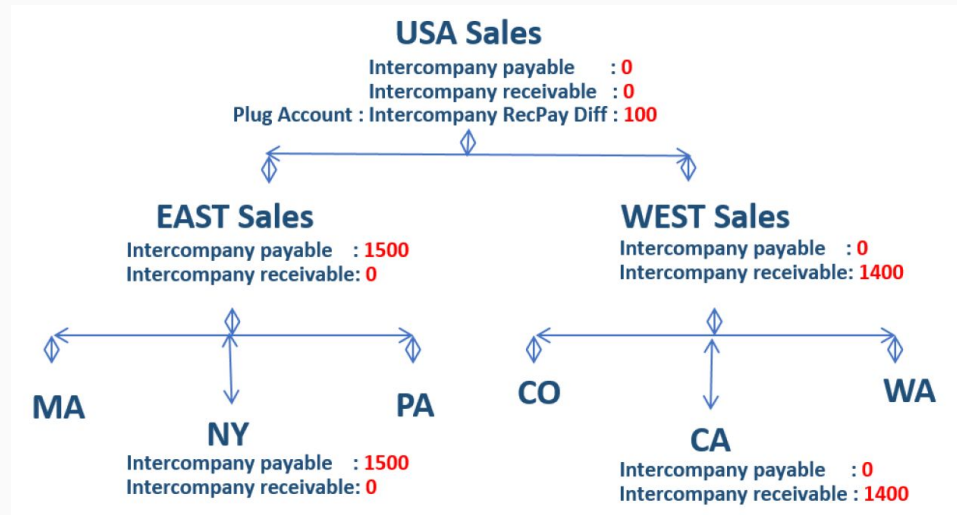 USA Sales
Intercompany payable : 0
Intercompany receivable : 0
Plug Account : Intercompany RecPay Diff : 100
EAST Sales
Intercompany payable : 1500
Intercompany receivable: 0
WEST Sales
Intercompany payable : 0
Intercompany receivable: 1400
MA
NY
PA
Intercompany payable : 1500
Intercompany receivable: 0
CO
CA
WA
Intercompany payable : 0
Intercompany receivable : 1400